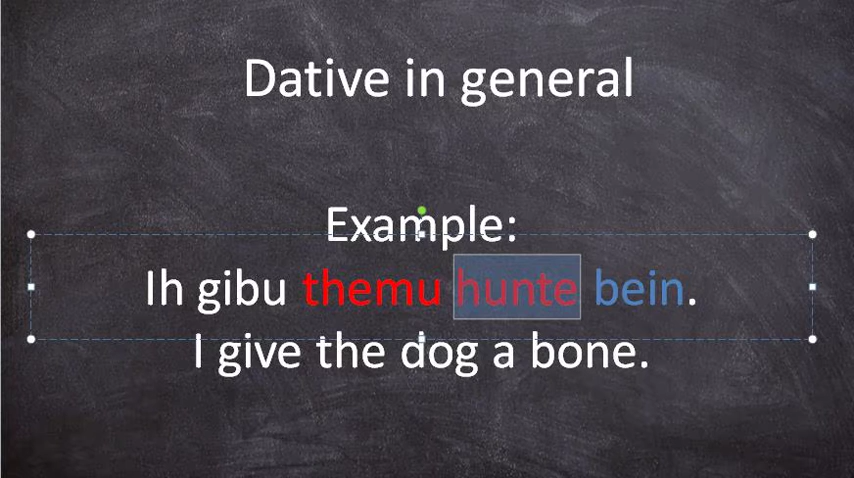 Dative in general
Example:
Ih gibu themu hunte bein.
I give the dog a bone.